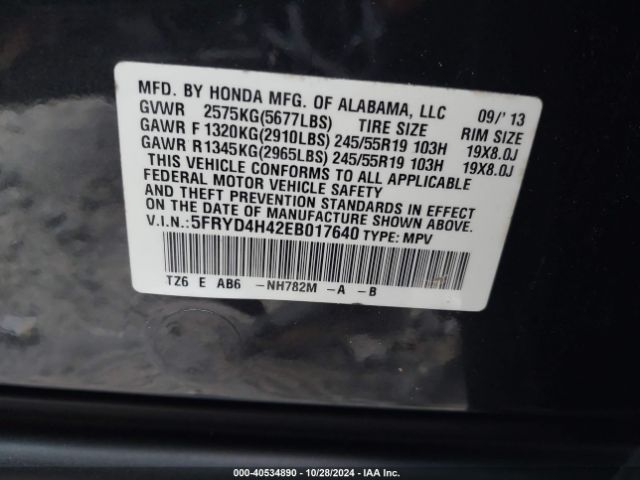 MFD. BY HONDA MFG. OF ALABAMA, LLC 09/'13
GVWR 2575KG(5677LBS) TIRE SIZE RIM SIZE
GAWR F 1320KG(2910LBS) 245/55R19 103H 19X8.0J
GAWR R 1345KG(2965LBS) 245/55R19 103H 19X8.0J
THIS VEHICLE CONFORMS TO ALL APPLICABLE
FEDERAL MOTOR VEHICLE SAFETY
AND THEFT PREVENTION STANDARDS IN EFFECT
ON THE DATE OF MANUFACTURE SHOWN ABOVE.
V.I.N.:5FRYD4H42EB017640 TYPE: MPV
TZ6 E AB6 -NH782M -A -B
000-40534890 - 10/28/2024 - IAA Inc.